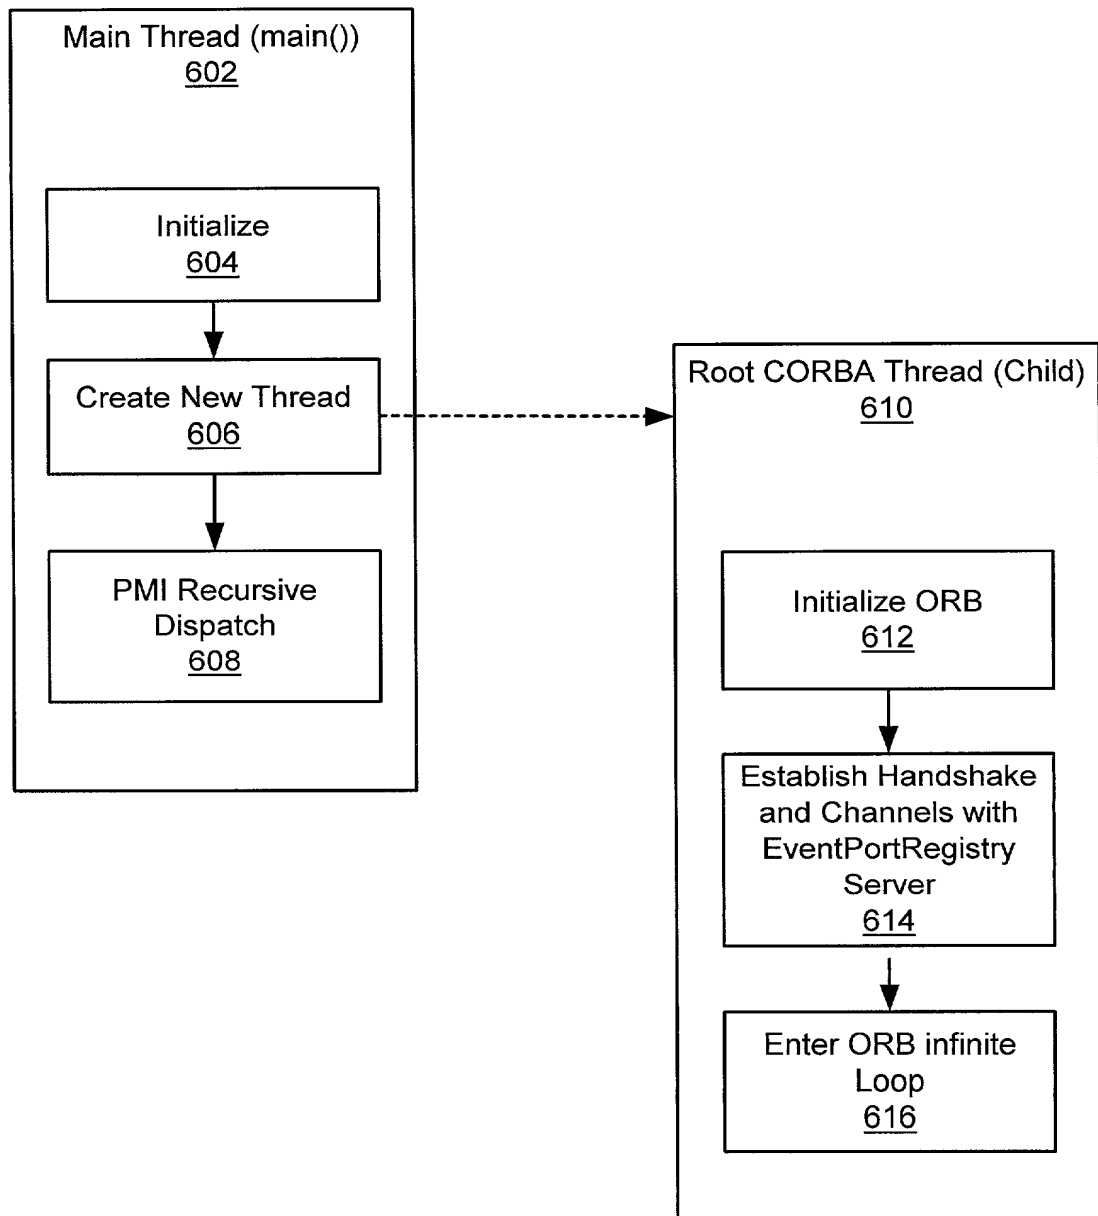 Main Thread (main())
602
Initialize
604
Create New Thread
606
PMI Recursive
Dispatch
608
Root CORBA Thread (Child)
610
Initialize ORB
612
Establish Handshake
and Channels with
EventPortRegistry
Server
614
Enter ORB infinite
Loop
616